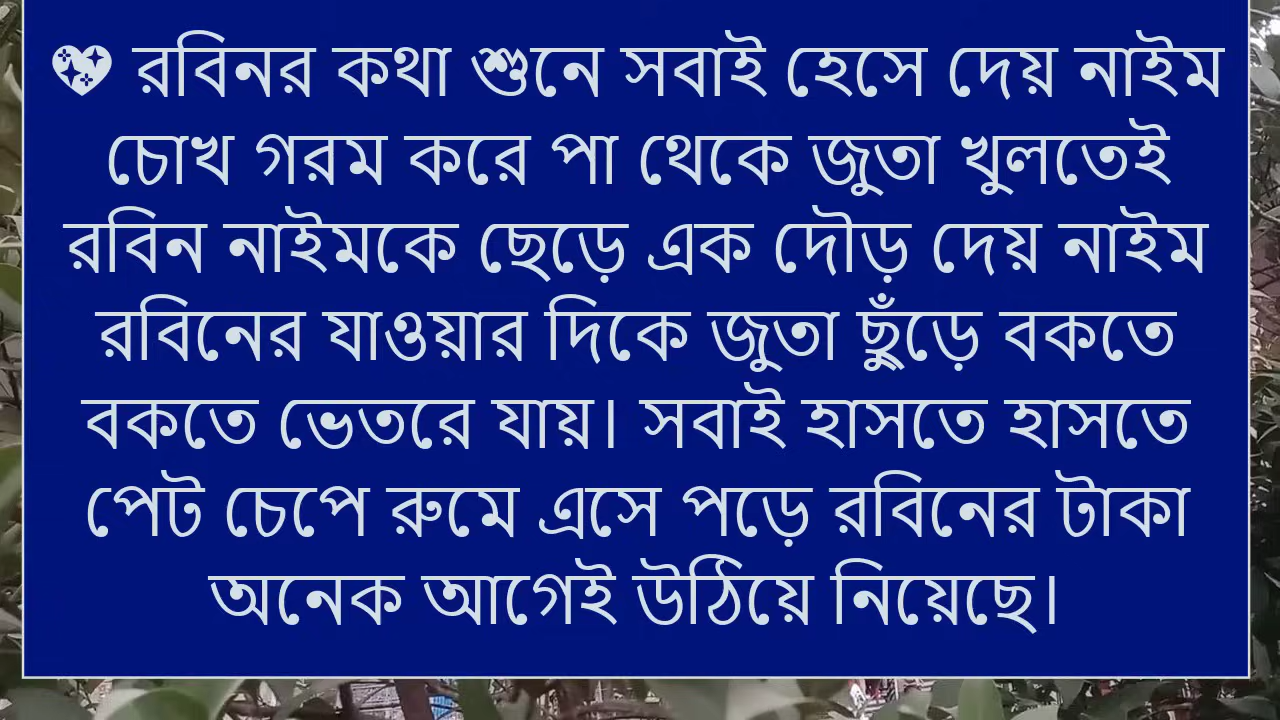 💖 রবিনর কথা শুনে সবাই হেসে দেয় নাইম
চোখ গরম করে পা থেকে জুতা খুলতেই
রবিন নাইমকে ছেড়ে এক দৌড় দেয় নাইম
রবিনের যাওয়ার দিকে জুতা ছুঁড়ে বকতে
বকতে ভেতরে যায়। সবাই হাসতে হাসতে
পেট চেপে রুমে এসে পড়ে রবিনের টাকা
অনেক আগেই উঠিয়ে নিয়েছে।